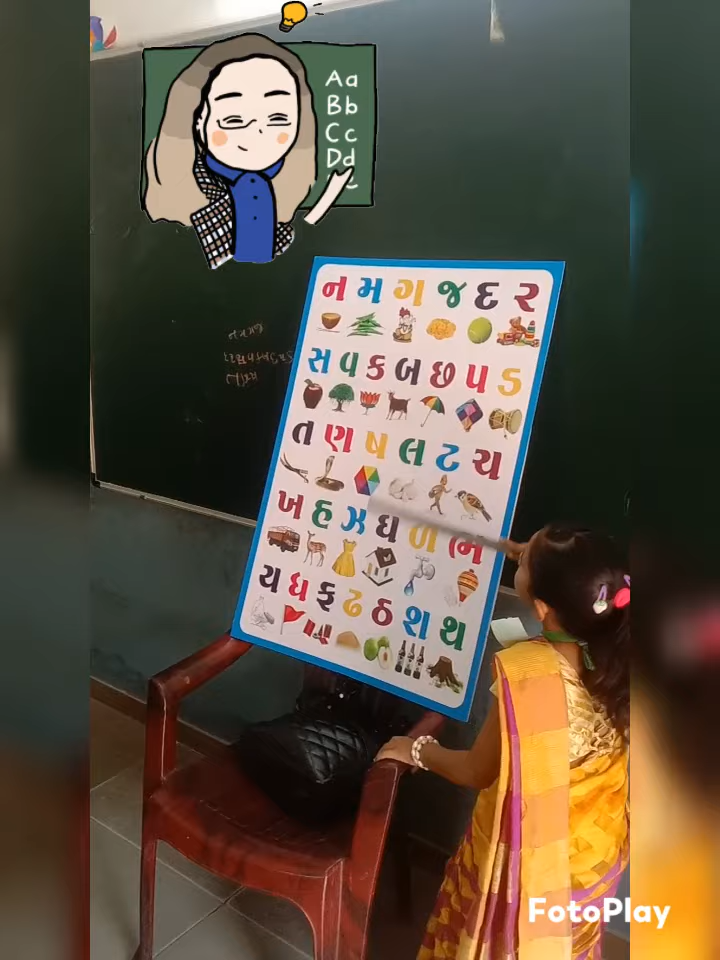 Aa
Bb
Cc
Dd
ન મ ગ જ દ ર
સ વ ક બ છ પ ડ
ત ણ ષ લ ટ ચ
ખ હ ઝ ઘ ળ ભ
ય ધ ફ ઢ ઠ શ થ
FotoPlay